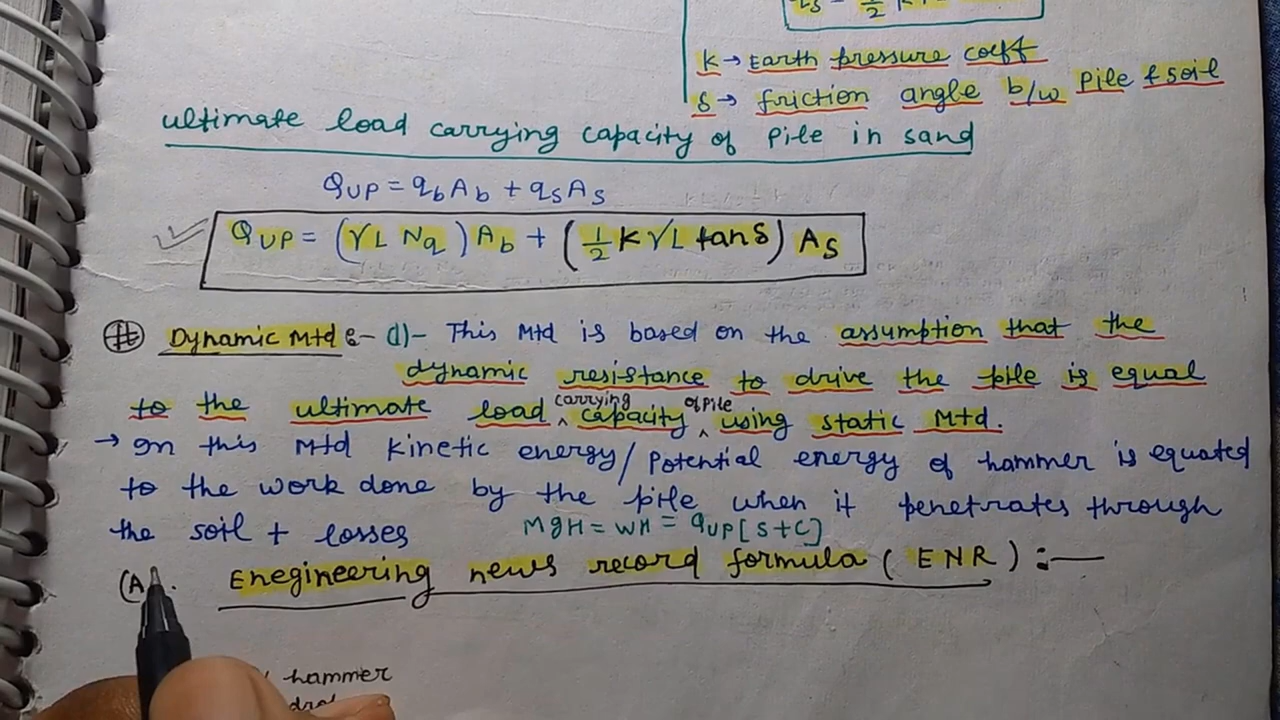 k → Earth pressure coeff
δ → friction angle b/w Pile & soil
ultimate load carrying capacity of Pile in sand
QUP = qbAb + qsAs
QUP = (γL Nq) Ab + (1/2 KγL tanδ) As
# Dynamic Mtd :- (1)- This Mtd is based on the assumption that the
dynamic resistance to drive the pile is equal
to the ultimate load carrying capacity of Pile using static Mtd.
→ In this Mtd kinetic energy/Potential energy of hammer is equated
to the work done by the pile when it penetrates through
the soil + losses MgH = WH = QUP[S+C]
(A). Enegineering news record formula (ENR) :—
hammer